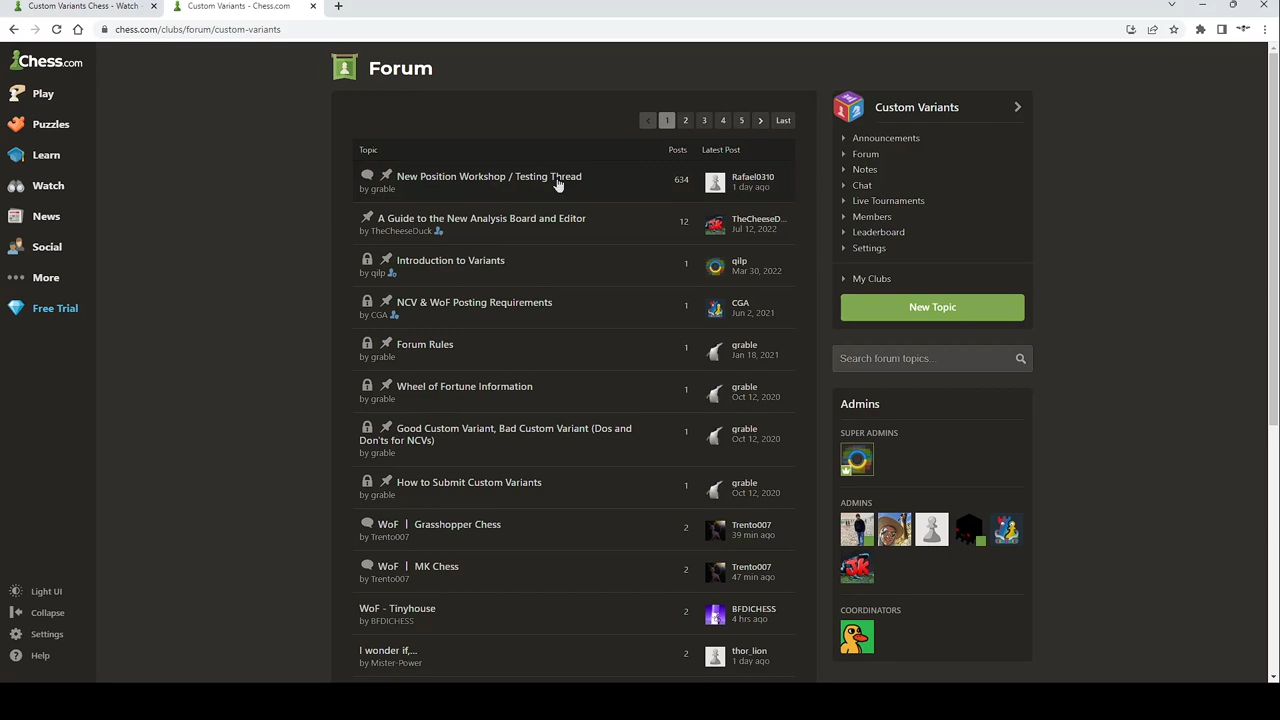 Custom Variants Chess - Watch
Custom Variants - Chess.com
chess.com/clubs/forum/custom-variants
Chess.com
Play
Puzzles
Learn
Watch
News
Social
More
Free Trial
Light UI
Collapse
Settings
Help
Forum
1 2 3 4 5 Last
Topic Posts Latest Post
New Position Workshop / Testing Thread
by grable
634
Rafael0310
1 day ago
A Guide to the New Analysis Board and Editor
by TheCheeseDuck
12
TheCheeseD...
Jul 12, 2022
Introduction to Variants
by qilp
1
qilp
Mar 30, 2022
NCV & WoF Posting Requirements
by CGA
1
CGA
Jun 2, 2021
Forum Rules
by grable
1
grable
Jan 18, 2021
Wheel of Fortune Information
by grable
1
grable
Oct 12, 2020
Good Custom Variant, Bad Custom Variant (Dos and
Don'ts for NCVs)
by grable
1
grable
Oct 12, 2020
How to Submit Custom Variants
by grable
1
grable
Oct 12, 2020
WoF | Grasshopper Chess
by Trento007
2
Trento007
39 min ago
WoF | MK Chess
by Trento007
2
Trento007
47 min ago
WoF - Tinyhouse
by BFDICHESS
2
BFDICHESS
4 hrs ago
I wonder if,...
by Mister-Power
2
thor_lion
1 day ago
Custom Variants
Announcements
Forum
Notes
Chat
Live Tournaments
Members
Leaderboard
Settings
My Clubs
New Topic
Search forum topics...
Admins
SUPER ADMINS
ADMINS
COORDINATORS